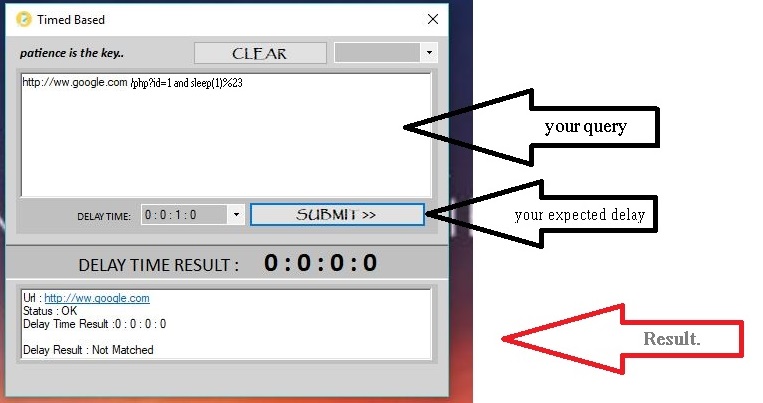 Timed Based
patience is the key..
CLEAR
http://ww.google.com /php?id=1 and sleep(1)%23
your query
DELAY TIME:
0 : 0 : 1 : 0
SUBMIT >>
your expected delay
DELAY TIME RESULT : 0 : 0 : 0 : 0
Url : http://ww.google.com
Status : OK
Delay Time Result :0 : 0 : 0 : 0
Delay Result : Not Matched
Result.